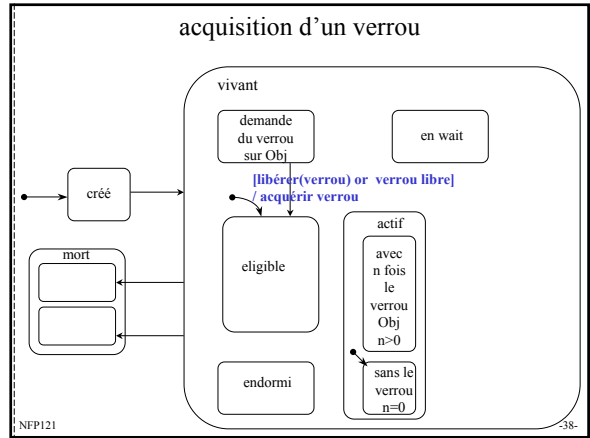 acquisition d’un verrou
vivant
demande
du verrou
sur Obj
en wait
[libérer(verrou) or verrou libre]
/ acquérir verrou
créé
actif
mort
eligible
avec
n fois
le
verrou
Obj
n>0
endormi
sans le
verrou
n=0
NFP121
-38-